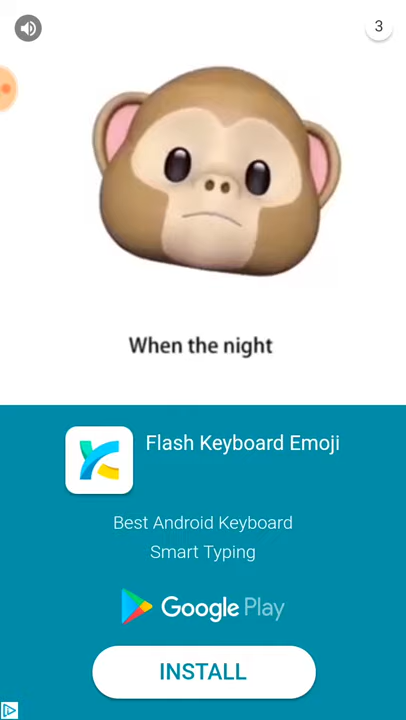 3
When the night
Flash Keyboard Emoji
Best Android Keyboard
Smart Typing
Google Play
INSTALL